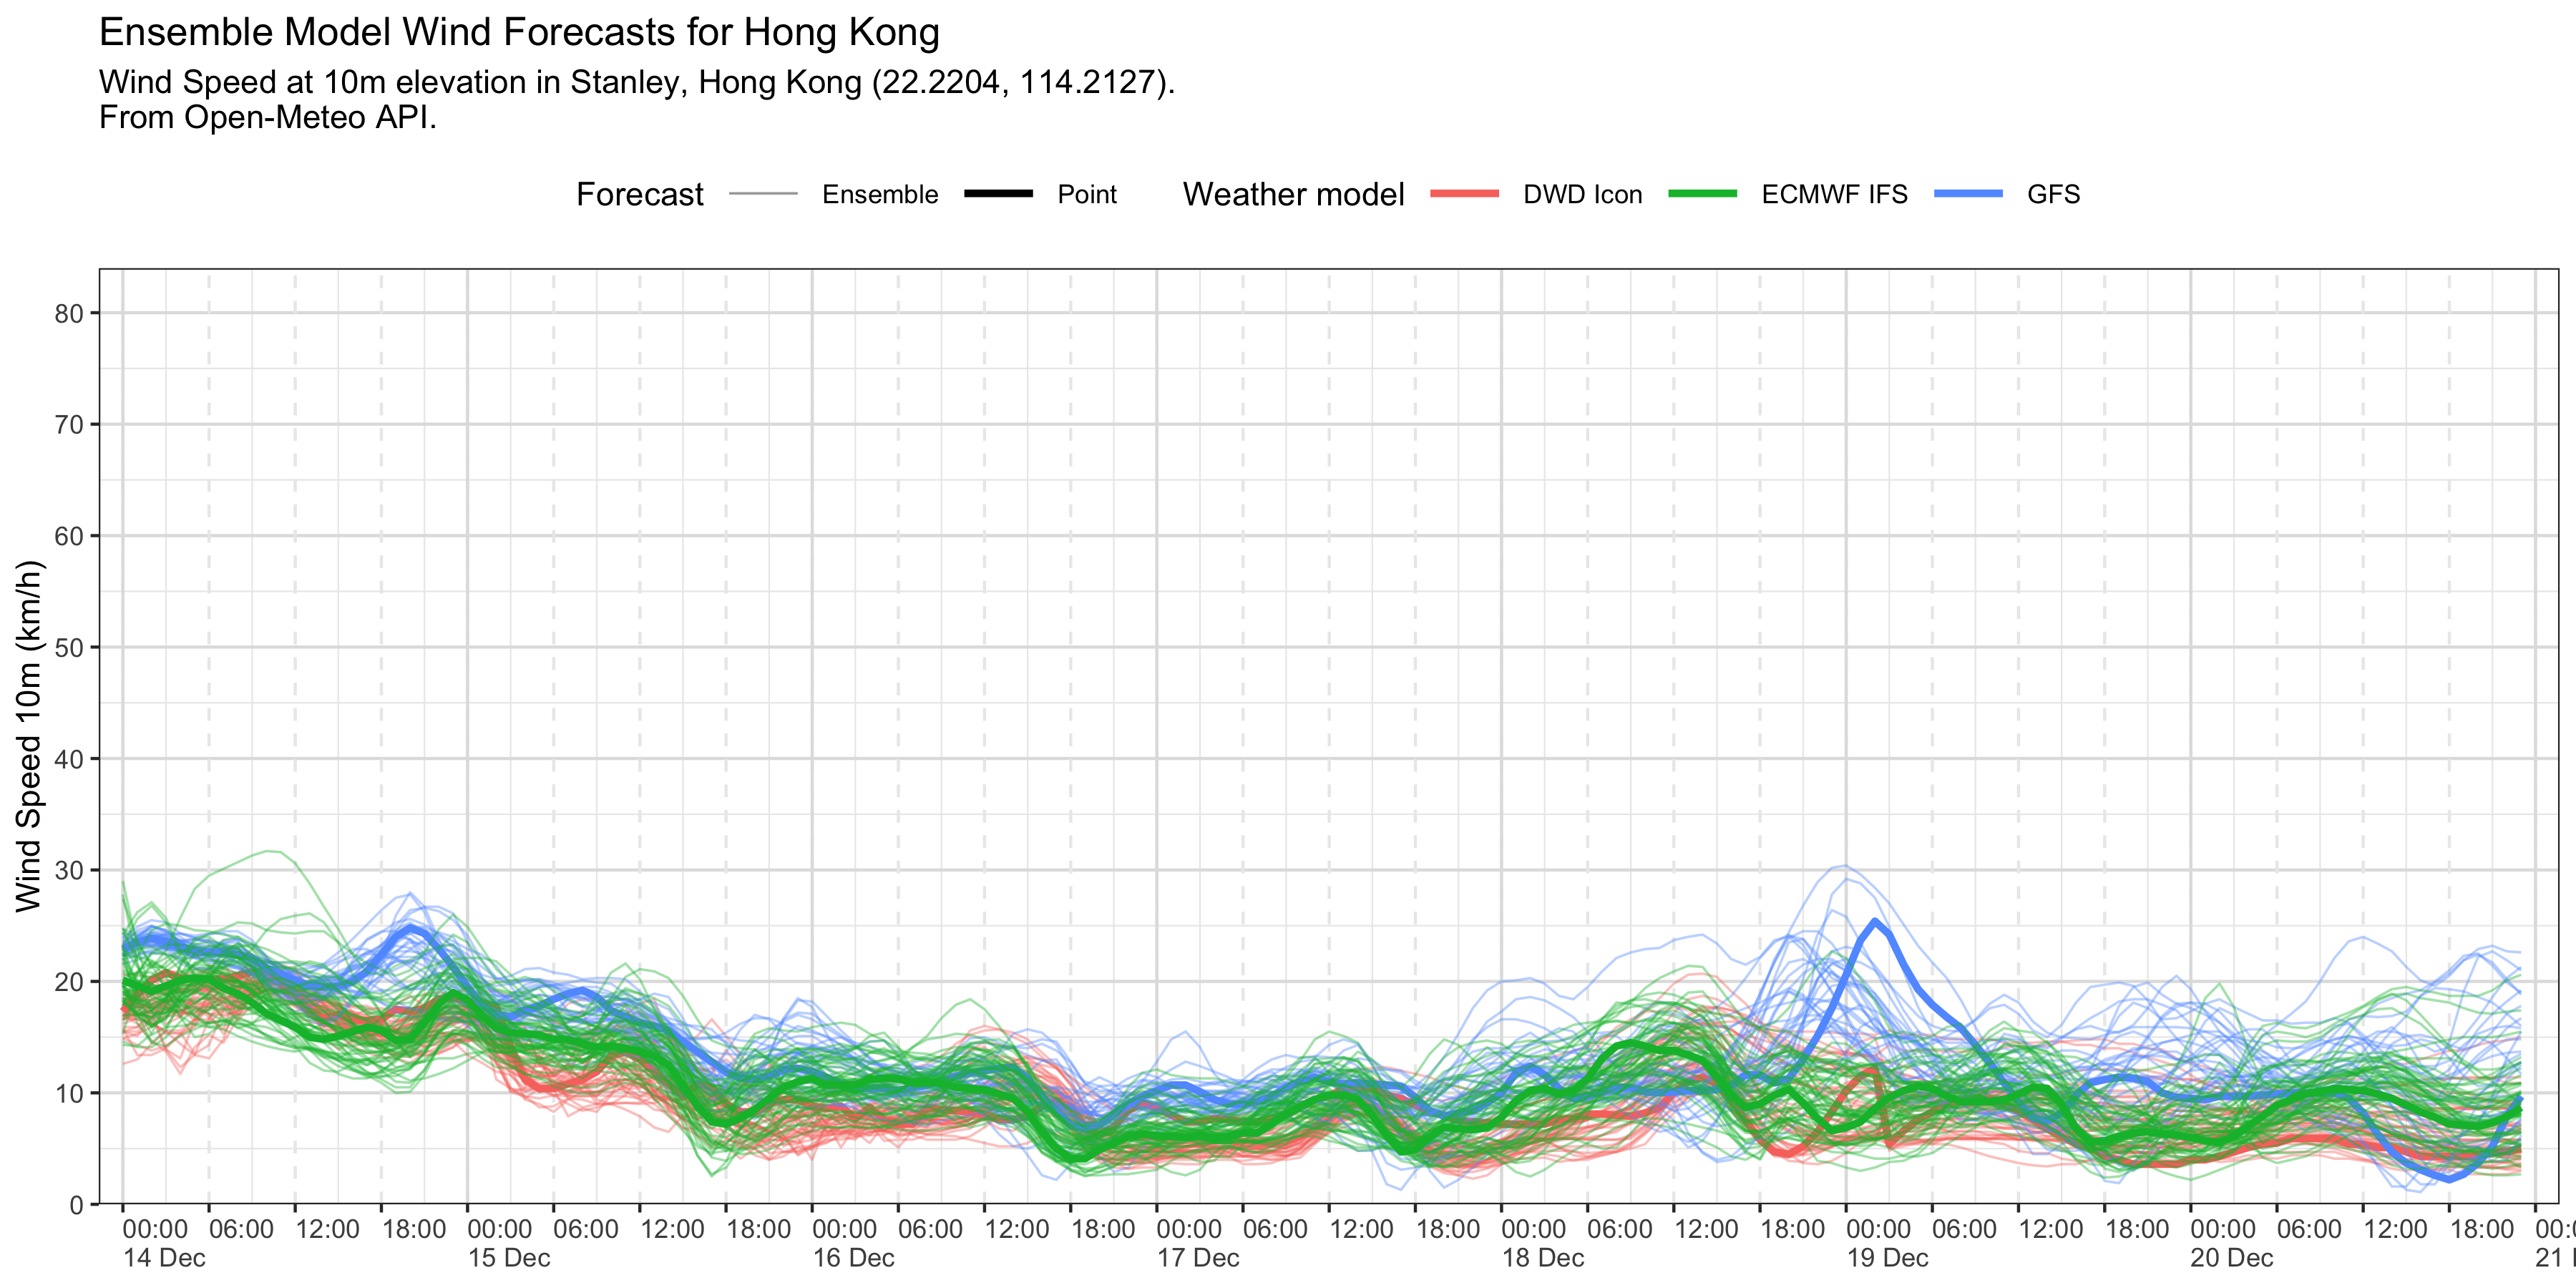 Ensemble Model Wind Forecasts for Hong Kong
Wind Speed at 10m elevation in Stanley, Hong Kong (22.2204, 114.2127).
From Open-Meteo API.
Forecast Ensemble Point Weather model DWD Icon ECMWF IFS GFS
Wind Speed 10m (km/h)
80
70
60
50
40
30
20
10
0
00:00 06:00 12:00 18:00 00:00 06:00 12:00 18:00 00:00 06:00 12:00 18:00 00:00 06:00 12:00 18:00 00:00 06:00 12:00 18:00 00:00 06:00 12:00 18:00 00:00 06:00 12:00 18:00
14 Dec 15 Dec 16 Dec 17 Dec 18 Dec 19 Dec 20 Dec 21